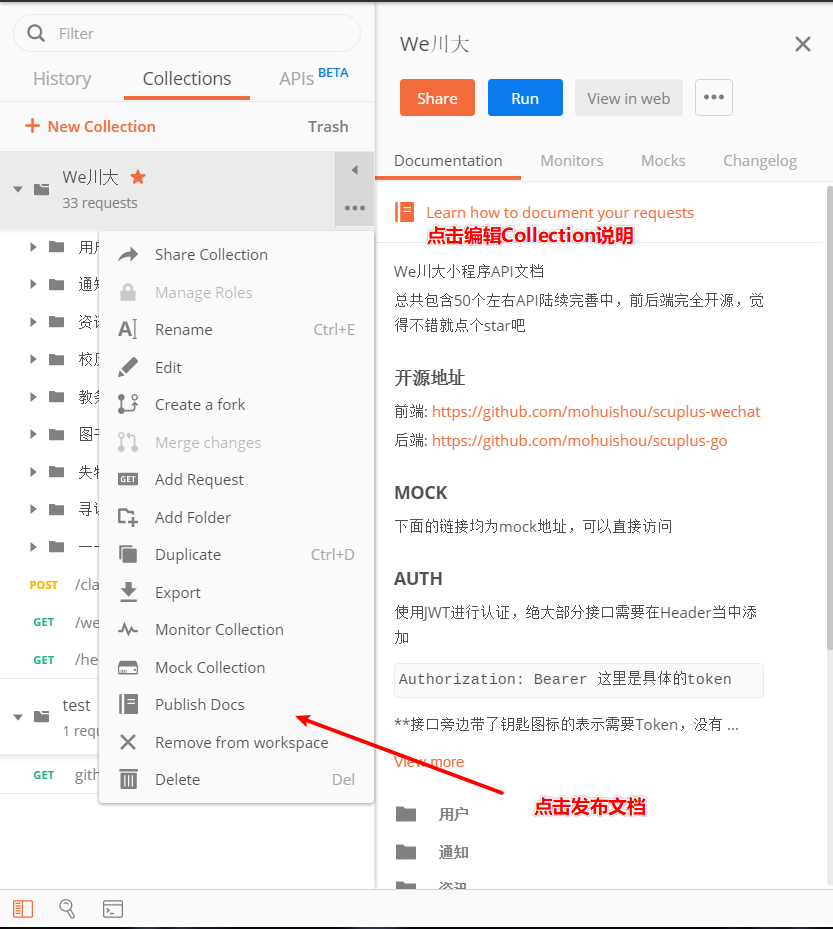 Filter
History
Collections
APIs BETA
+ New Collection
Trash
We川大
33 requests
用户
通知
校
图
失
寻
一
POST /cla
GET /we
GET /he
test
1 requ
GET gith
Share Collection
Manage Roles
Rename Ctrl+E
Edit
Create a fork
Merge changes
GET Add Request
Add Folder
Duplicate Ctrl+D
Export
Monitor Collection
Mock Collection
Publish Docs
Remove from workspace
Delete Del
We川大
Share
Run
View in web
Documentation
Monitors
Mocks
Changelog
Learn how to document your requests
点击编辑Collection说明
We川大小程序API文档
总共包含50个左右API陆续完善中，前后端完全开源，觉
得不错就点个star吧
开源地址
前端: https://github.com/mohuishou/scuplus-wechat
后端: https://github.com/mohuishou/scuplus-go
MOCK
下面的链接均为mock地址，可以直接访问
AUTH
使用JWT进行认证，绝大部分接口需要在Header当中添
加
Authorization: Bearer 这里是具体的token
**接口旁边带了钥匙图标的表示需要Token，没有 ...
View more
点击发布文档
用户
通知
资讯